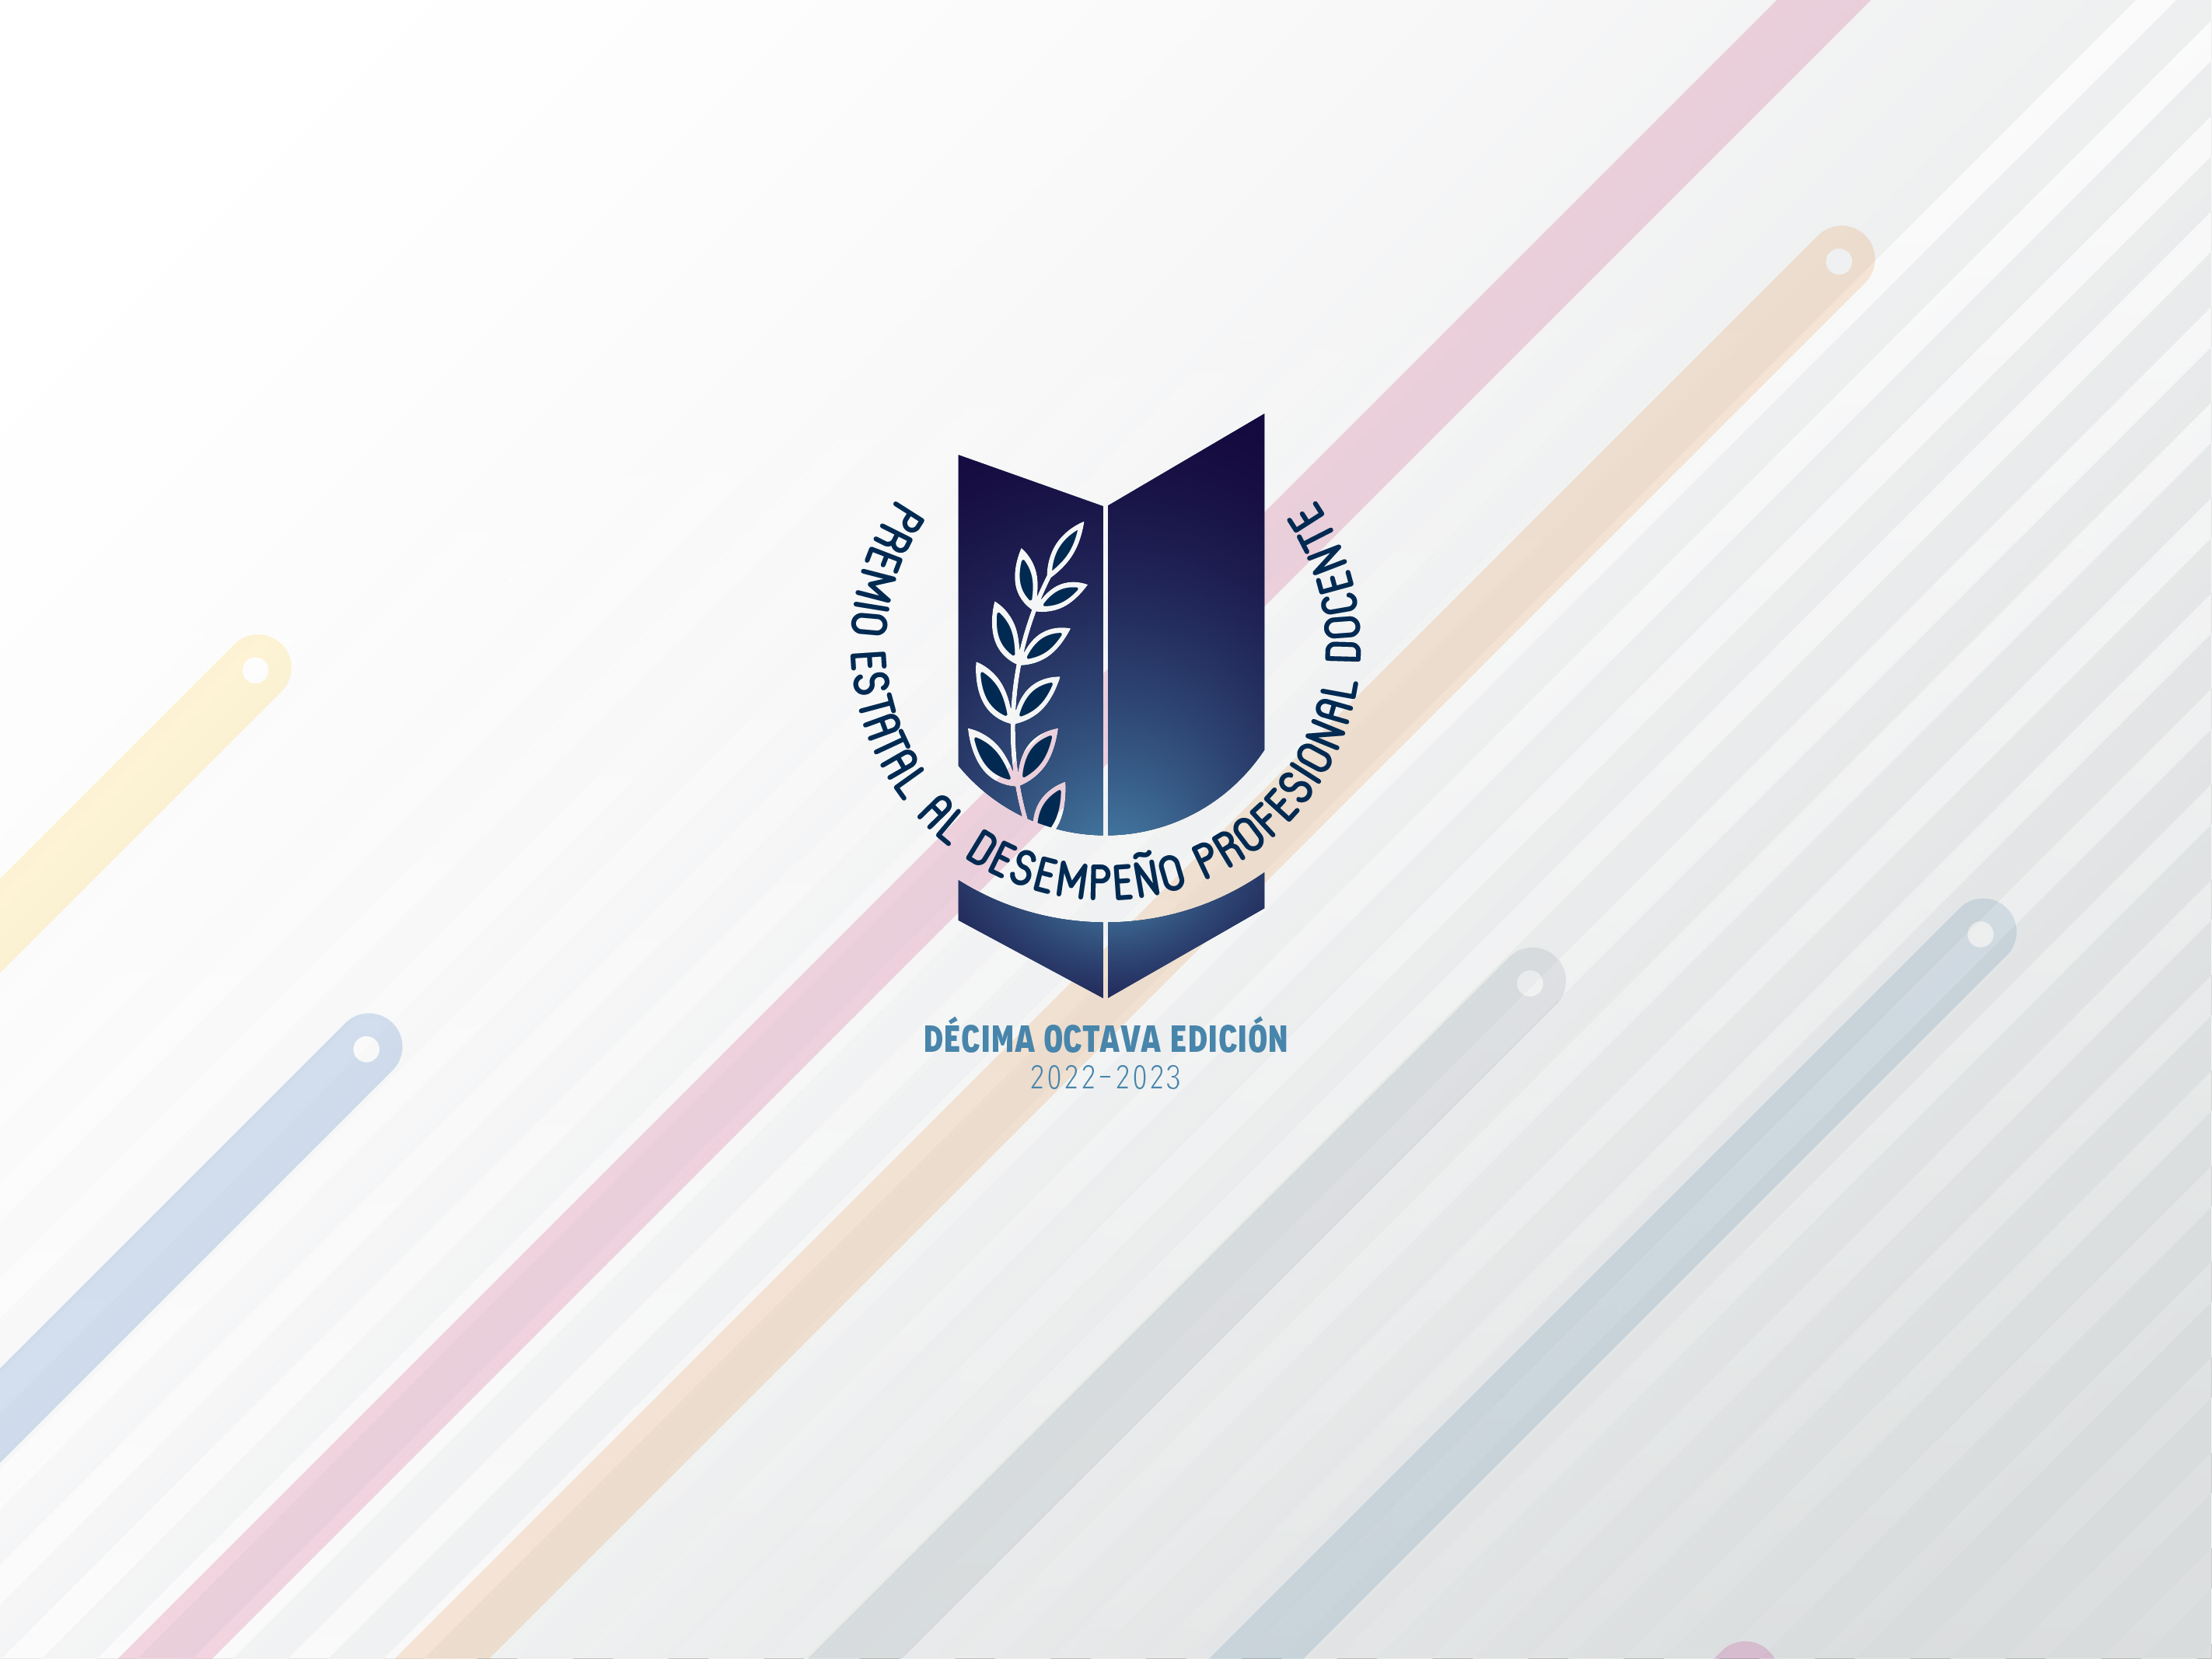 PREMIO ESTATAL AL DESEMPEÑO PROFESIONAL DOCENTE
DÉCIMA OCTAVA EDICIÓN
2022-2023